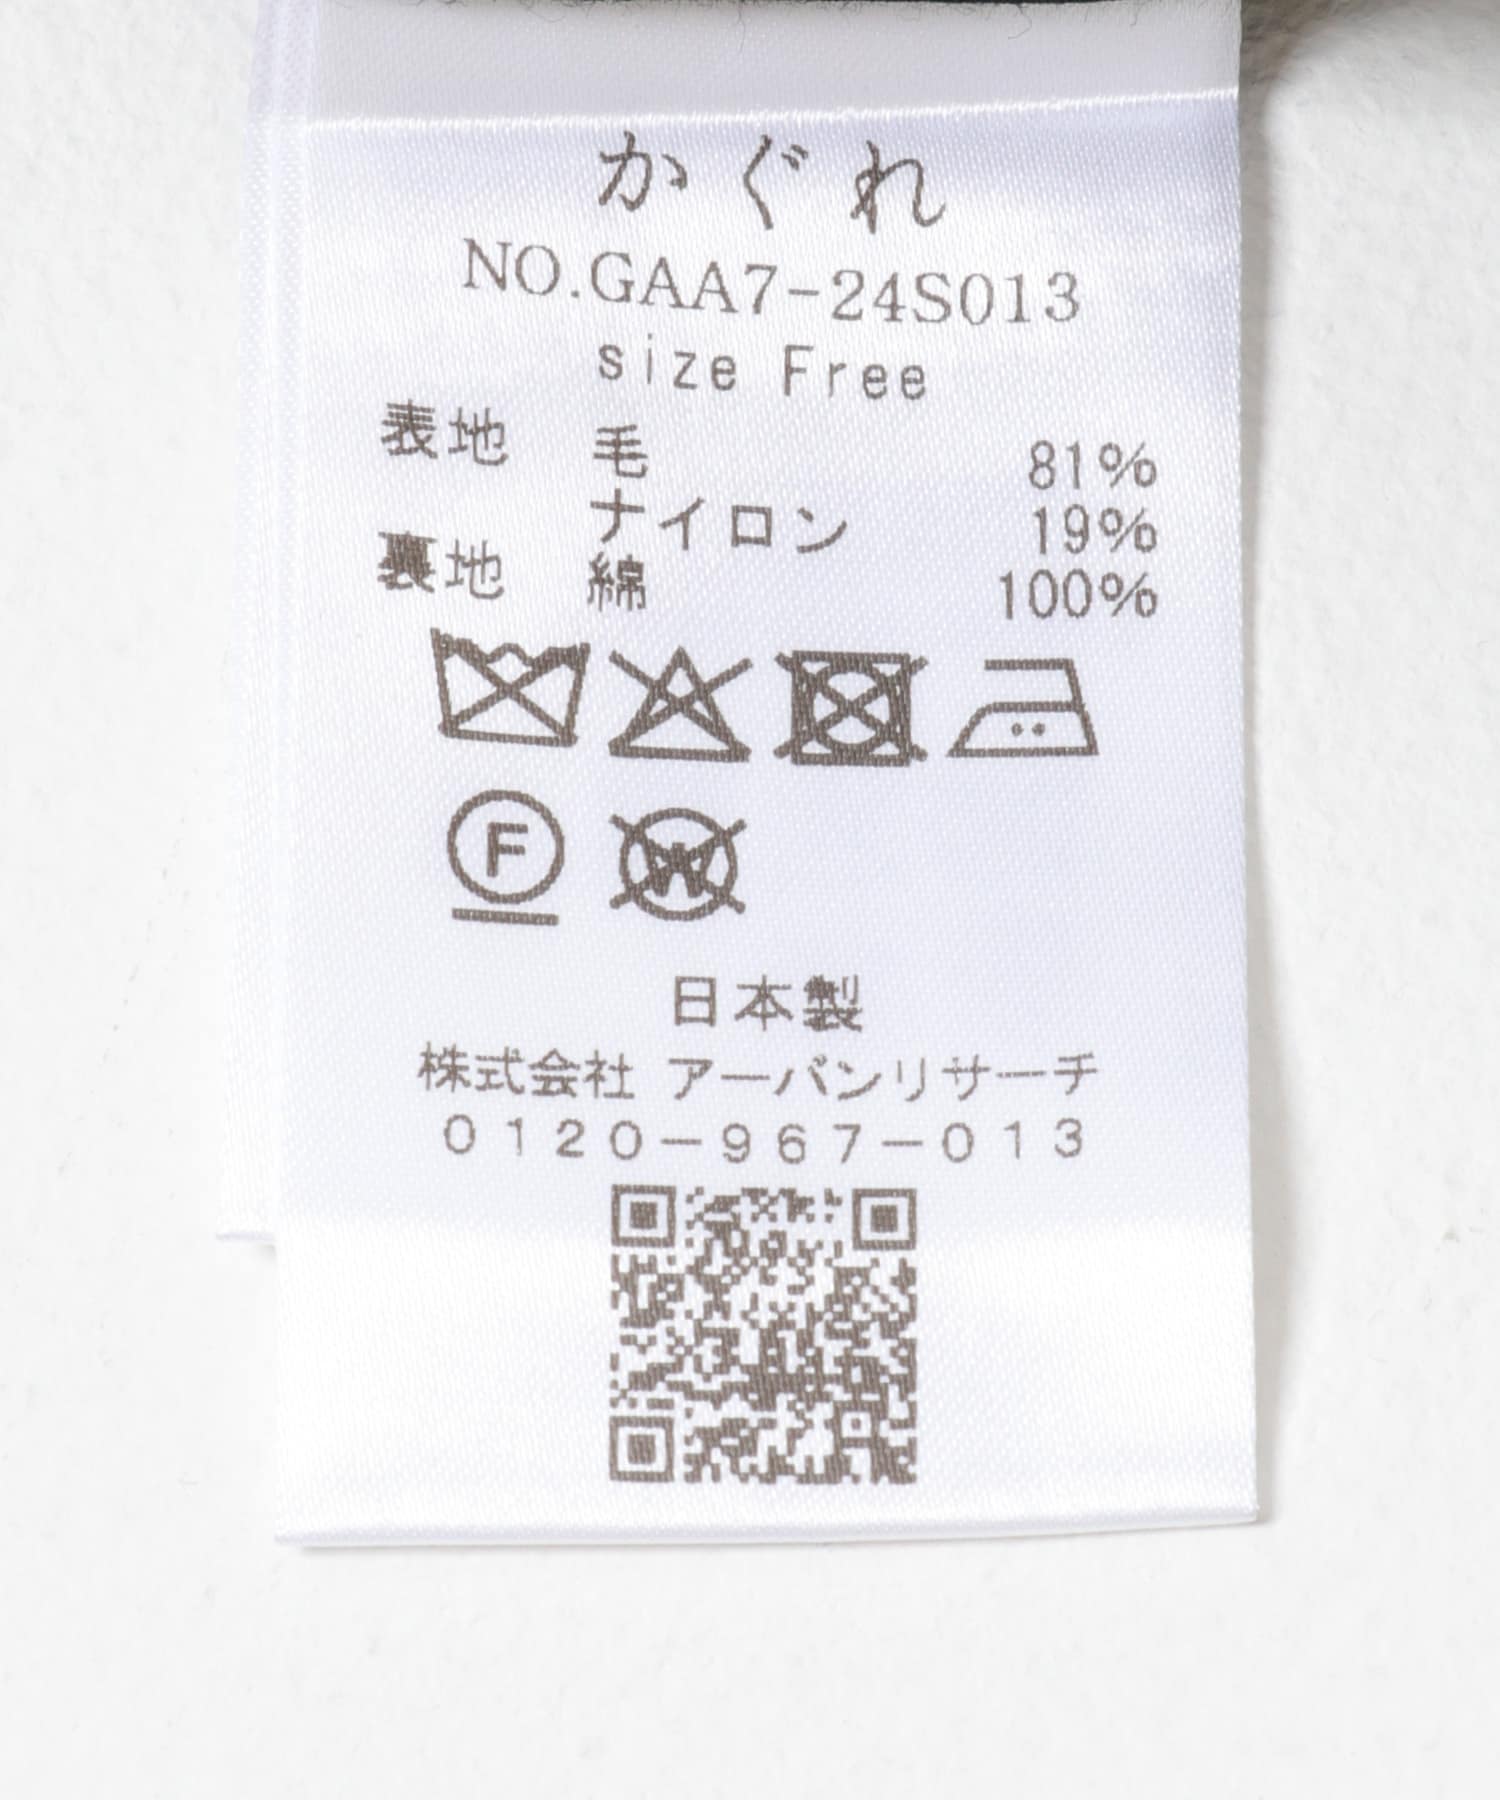 かぐれ
NO.GAA7-24S013
size Free
表地 毛 81%
ナイロン 19%
裏地 綿 100%
F W
日本製
株式会社 アーバンリサーチ
0120-967-013